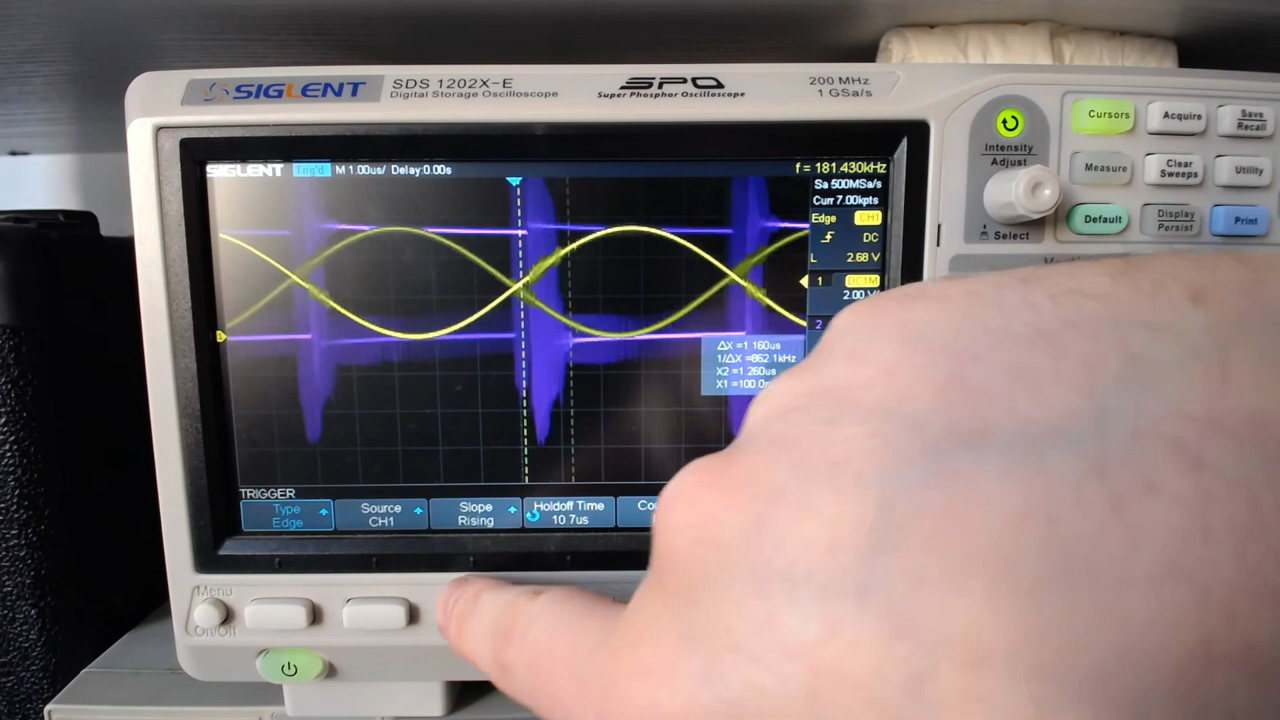 SIGLENT SDS 1202X-E
Digital Storage Oscilloscope
SPO
Super Phosphor Oscilloscope
200 MHz
1 GSa/s
SIGLENT Trig'd M 1.00us/ Delay:0.00s
f = 181.430kHz
Sa 500MSa/s
Curr 7.00kpts
Edge CH1
DC
L 2.68 V
1 DC1M
2.00 V/
2
1
ΔX =1.160us
1/ΔX =862.1kHz
X2 =1.260us
X1 =100.0
TRIGGER
Type
Edge
Source
CH1
Slope
Rising
Holdoff Time
10.7us
Menu
On/Off
Intensity
Adjust
Select
Cursors
Acquire
Save
Recall
Measure
Clear
Sweeps
Utility
Default
Display
Persist
Print